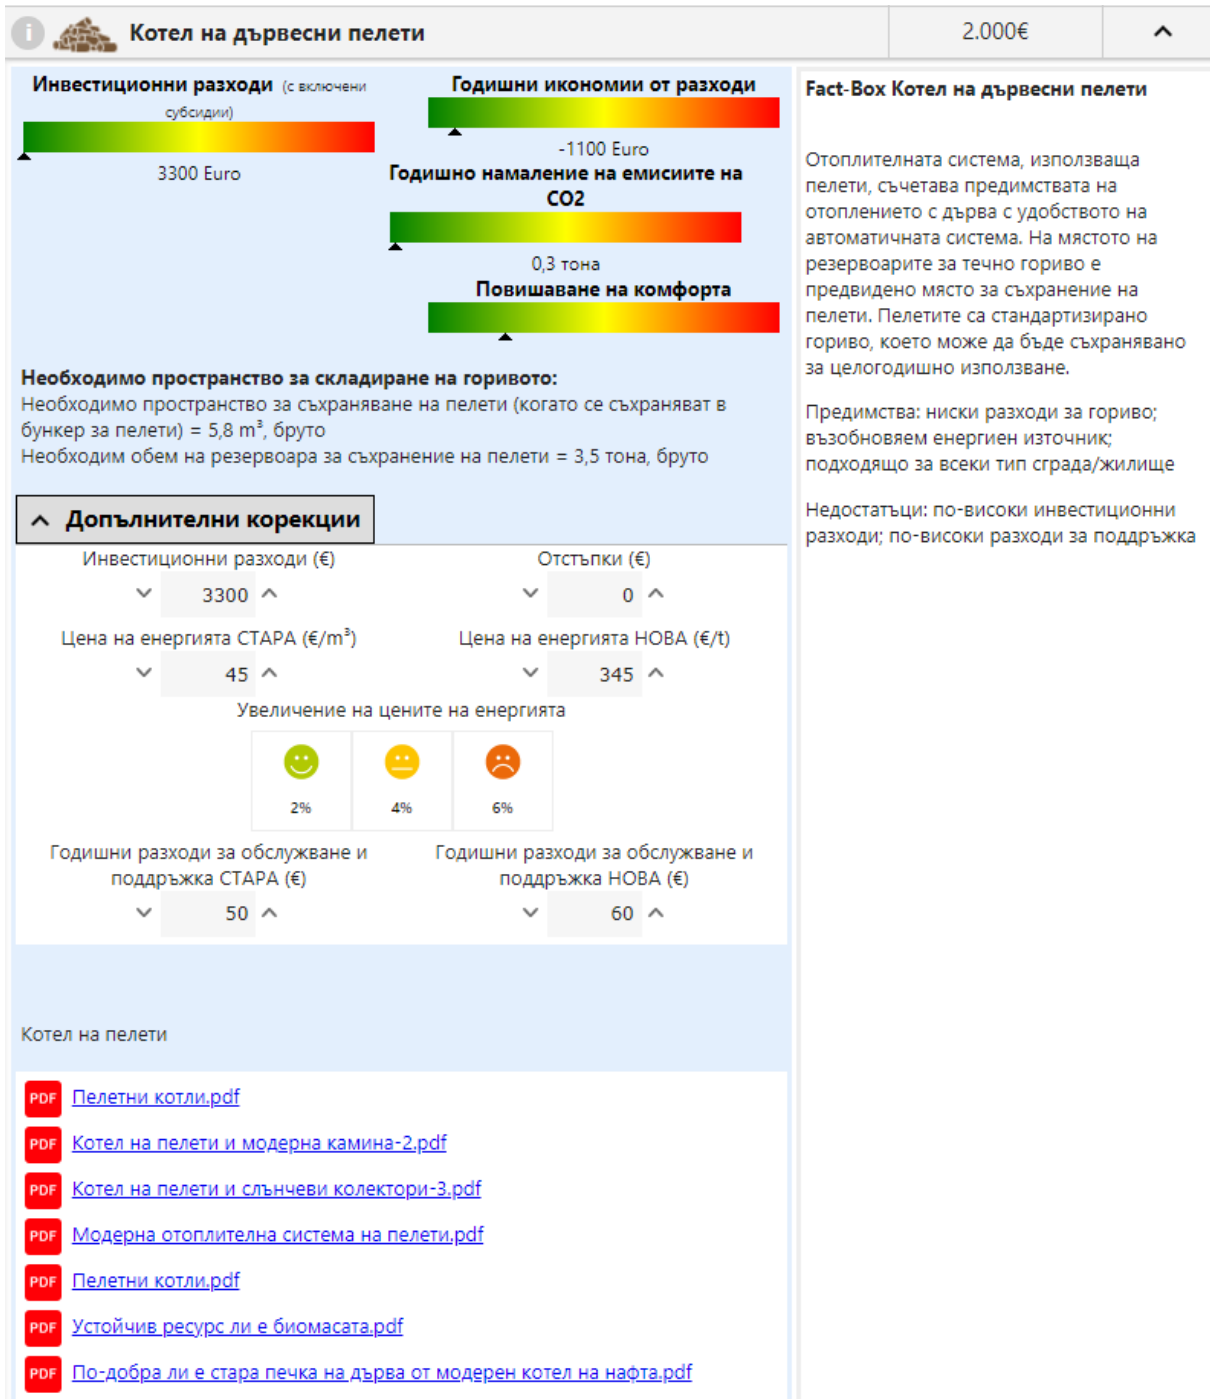 i
Котел на дървесни пелети
2.000€
Инвестиционни разходи (с включени
субсидии)
3300 Euro
Годишни икономии от разходи
-1100 Euro
Годишно намаление на емисиите на
CO2
0,3 тона
Повишаване на комфорта
Необходимо пространство за складиране на горивото:
Необходимо пространство за съхраняване на пелети (когато се съхраняват в
бункер за пелети) = 5,8 m³, бруто
Необходим обем на резервоара за съхранение на пелети = 3,5 тона, бруто
Допълнителни корекции
Инвестиционни разходи (€)
Отстъпки (€)
3300
0
Цена на енергията СТАРА (€/m³)
Цена на енергията НОВА (€/t)
45
345
Увеличение на цените на енергията
2%
4%
6%
Годишни разходи за обслужване и
поддръжка СТАРА (€)
Годишни разходи за обслужване и
поддръжка НОВА (€)
50
60
Котел на пелети
PDF Пелетни котли.pdf
PDF Котел на пелети и модерна камина-2.pdf
PDF Котел на пелети и слънчеви колектори-3.pdf
PDF Модерна отоплителна система на пелети.pdf
PDF Пелетни котли.pdf
PDF Устойчив ресурс ли е биомасата.pdf
PDF По-добра ли е стара печка на дърва от модерен котел на нафта.pdf
Fact-Box Котел на дървесни пелети
Отоплителната система, използваща
пелети, съчетава предимствата на
отоплението с дърва с удобството на
автоматичната система. На мястото на
резервоарите за течно гориво е
предвидено място за съхранение на
пелети. Пелетите са стандартизирано
гориво, което може да бъде съхранявано
за целогодишно използване.
Предимства: ниски разходи за гориво;
възобновяем енергиен източник;
подходящо за всеки тип сграда/жилище
Недостатъци: по-високи инвестиционни
разходи; по-високи разходи за поддръжка